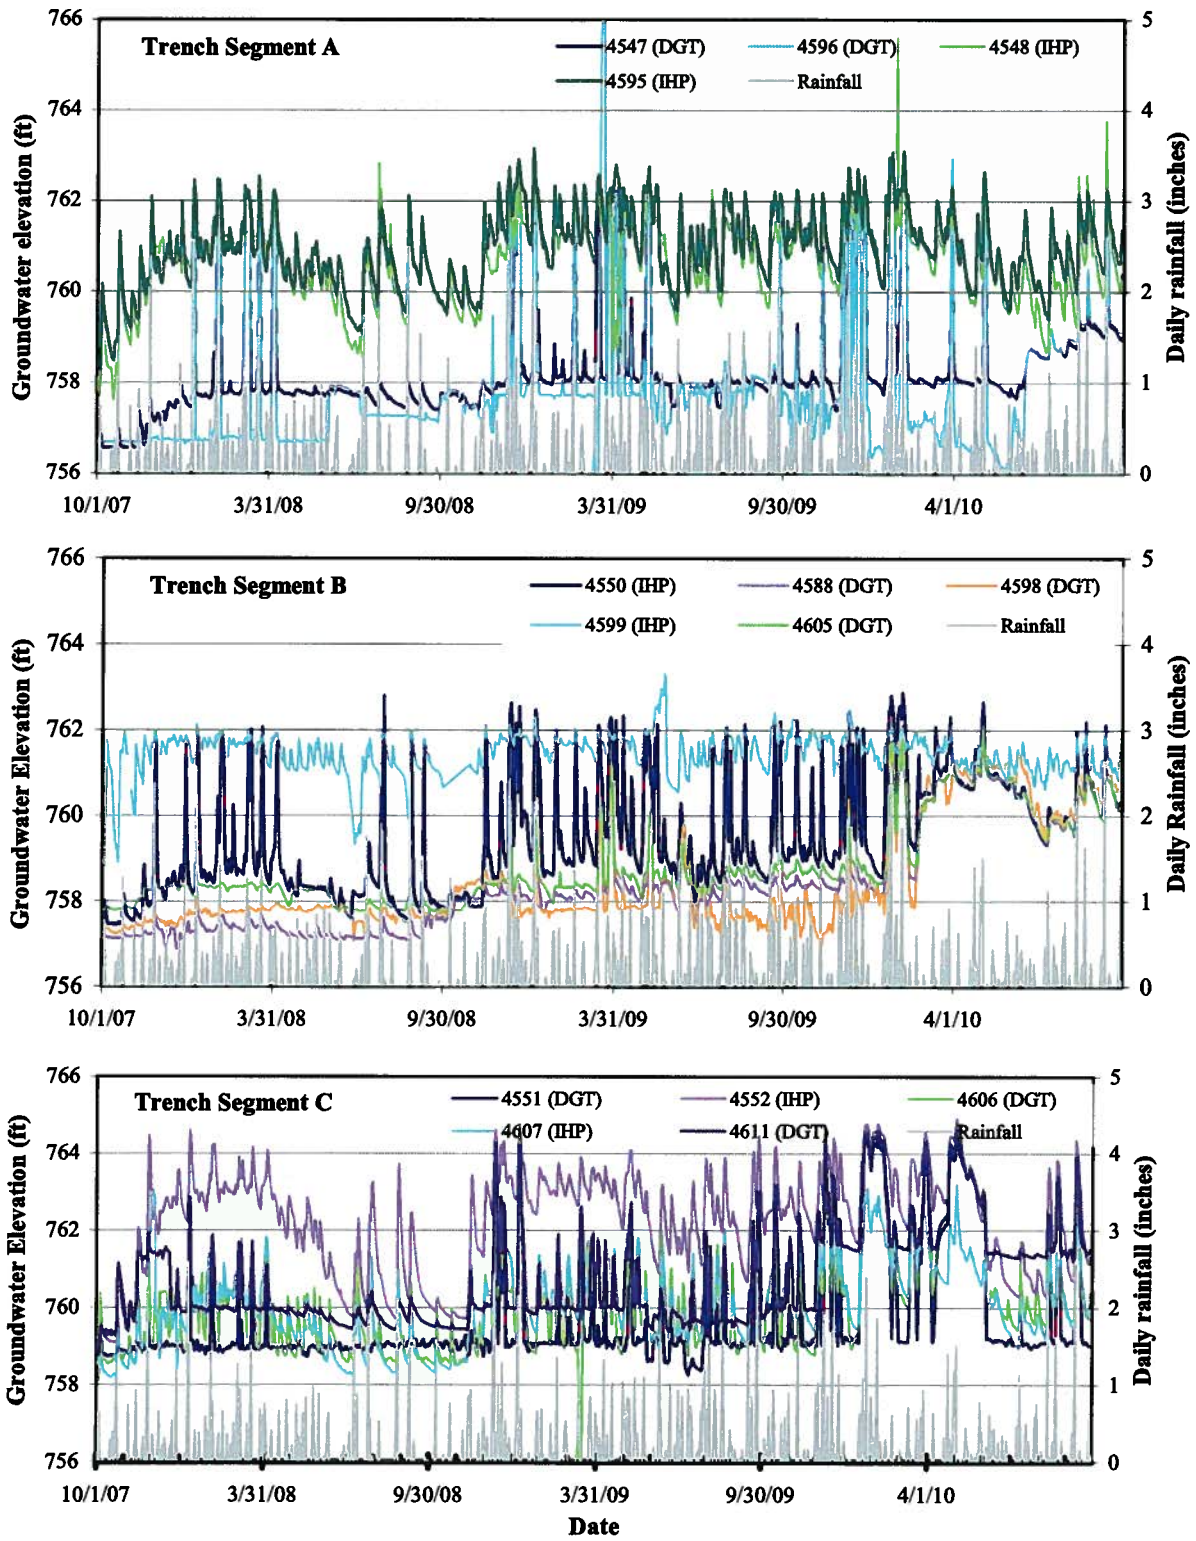 766
764
762
760
758
756
Groundwater elevation (ft)
Trench Segment A
4547 (DGT)
4596 (DGT)
4548 (IHP)
4595 (IHP)
Rainfall
5
4
3
2
1
0
Daily rainfall (inches)
10/1/07
3/31/08
9/30/08
3/31/09
9/30/09
4/1/10
766
764
762
760
758
756
Groundwater Elevation (ft)
Trench Segment B
4550 (IHP)
4588 (DGT)
4598 (DGT)
4599 (IHP)
4605 (DGT)
Rainfall
5
4
3
2
1
0
Daily Rainfall (inches)
10/1/07
3/31/08
9/30/08
3/31/09
9/30/09
4/1/10
766
764
762
760
758
756
Groundwater Elevation (ft)
Trench Segment C
4551 (DGT)
4552 (IHP)
4606 (DGT)
4607 (IHP)
4611 (DGT)
Rainfall
5
4
3
2
1
0
Daily rainfall (inches)
10/1/07
3/31/08
9/30/08
3/31/09
9/30/09
4/1/10
Date